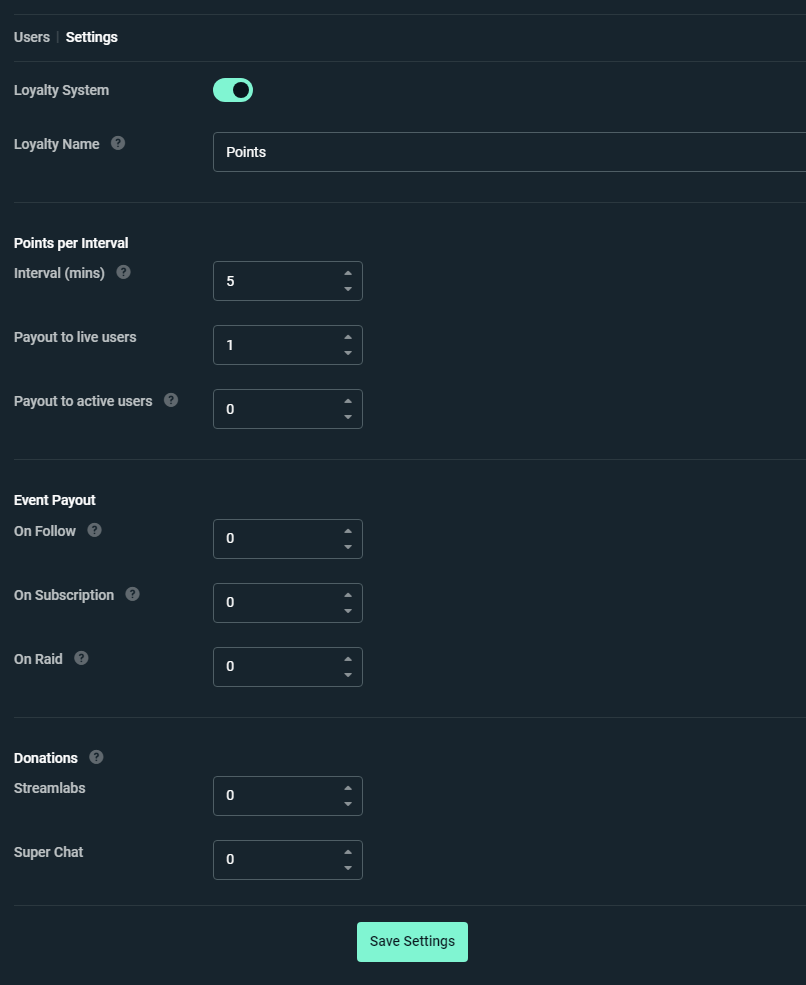 Users | Settings
Loyalty System
Loyalty Name ?
Points
Points per Interval
Interval (mins) ?
5
Payout to live users
1
Payout to active users ?
0
Event Payout
On Follow ?
0
On Subscription ?
0
On Raid ?
0
Donations ?
Streamlabs
0
Super Chat
0
Save Settings